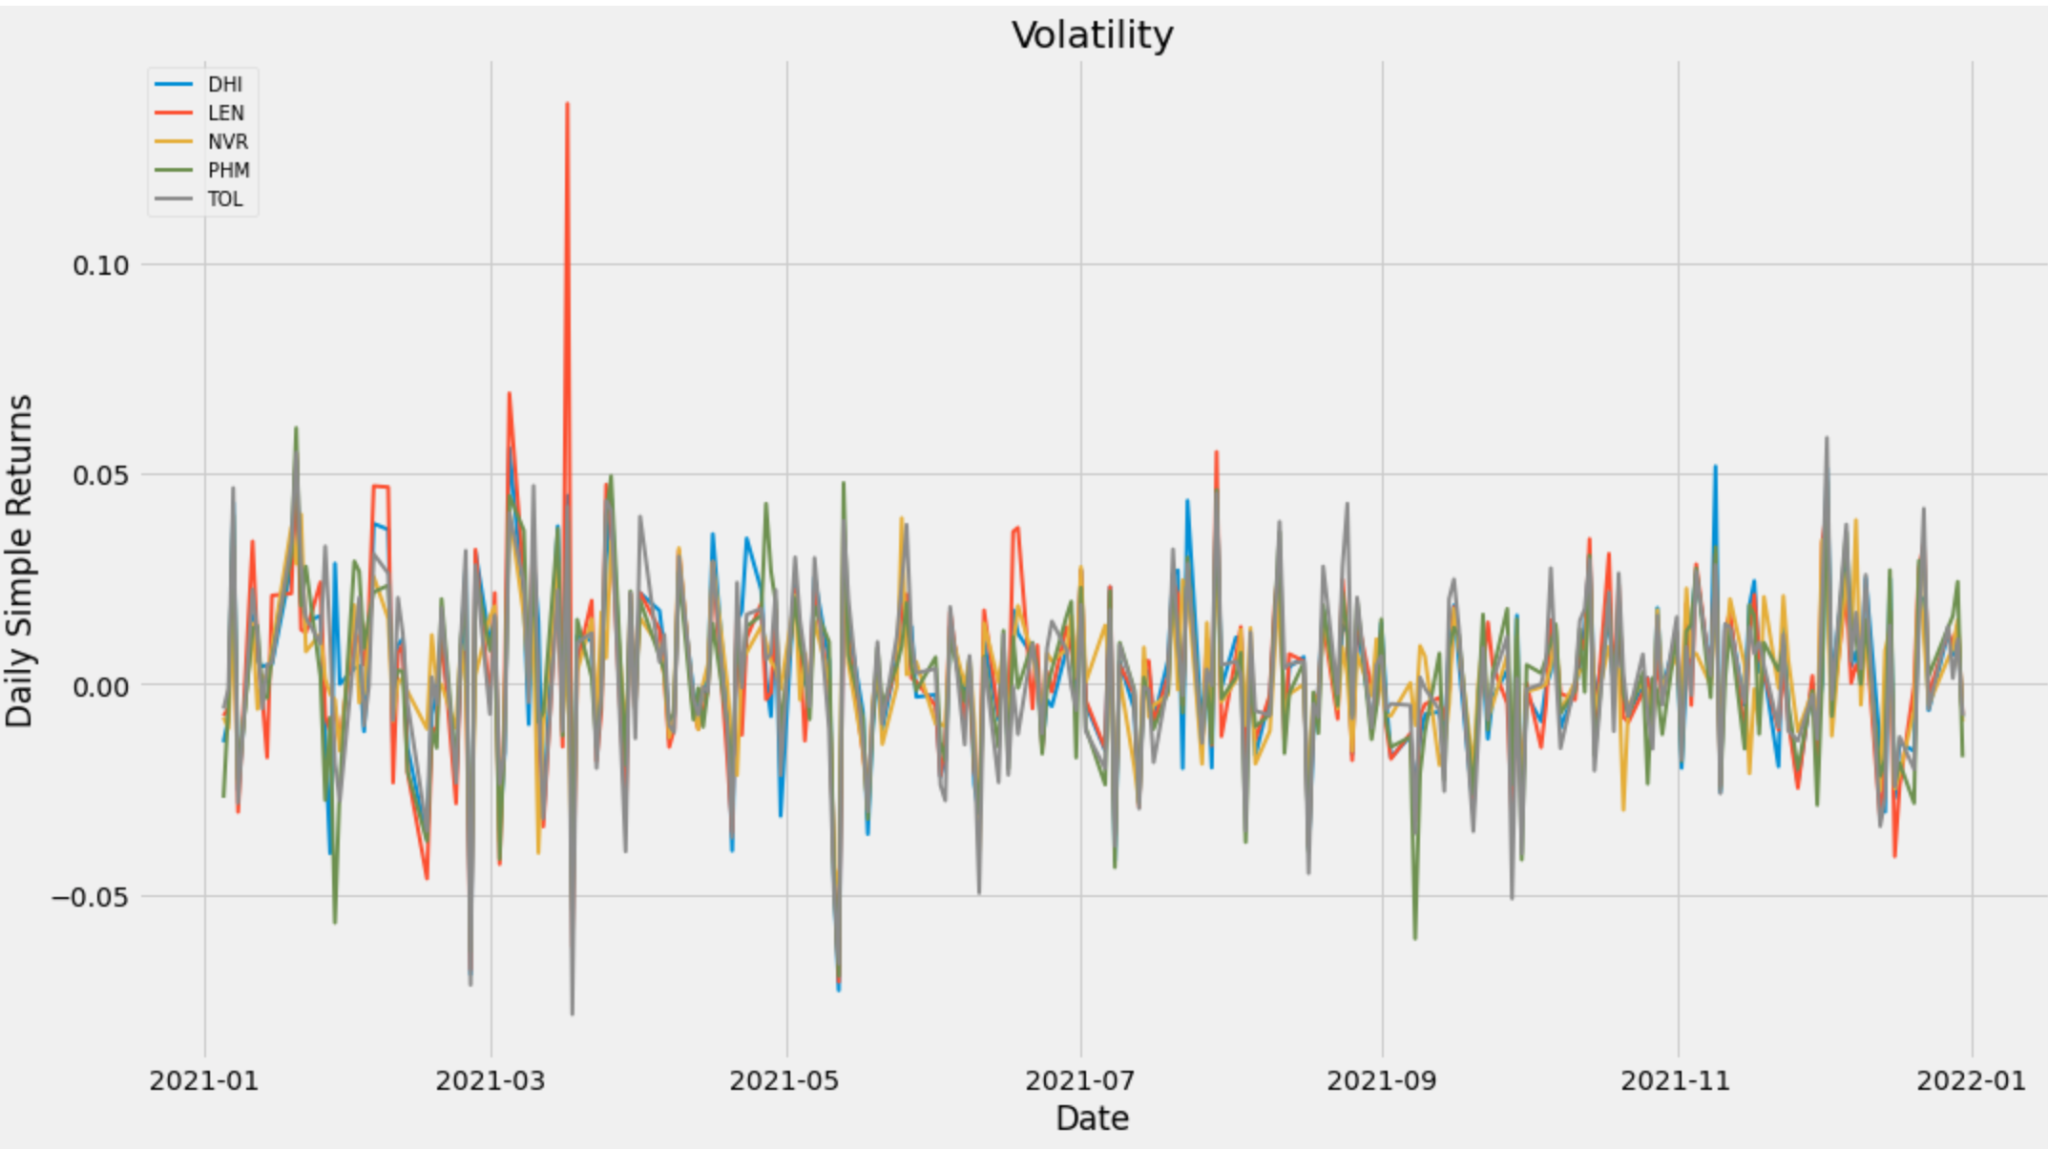 Volatility
DHI
LEN
NVR
PHM
TOL
Daily Simple Returns
0.10
0.05
0.00
−0.05
2021-01 2021-03 2021-05 2021-07 2021-09 2021-11 2022-01
Date